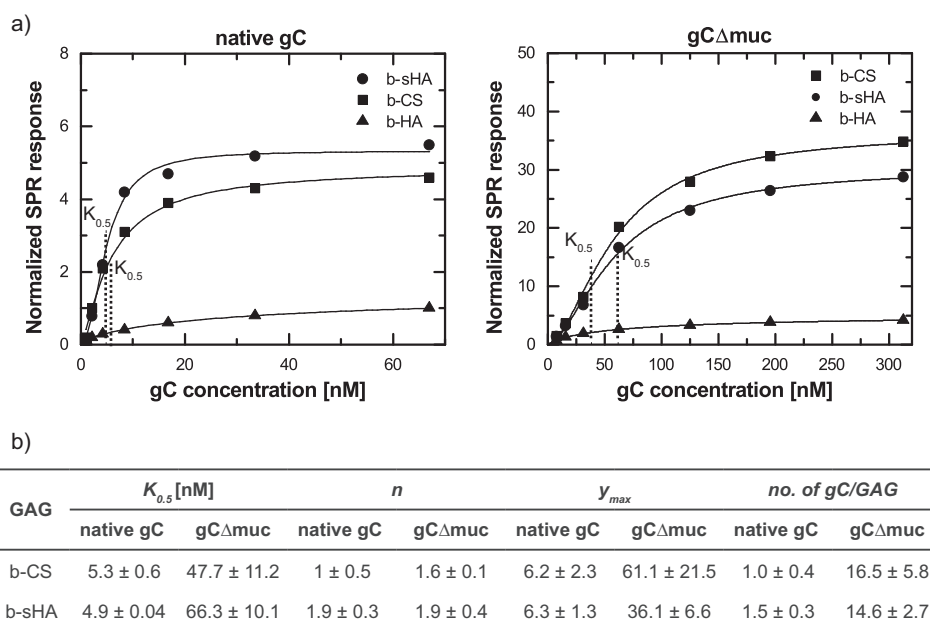 a)
native gC
Normalized SPR response
8
6
4
2
0
0 20 40 60
gC concentration [nM]
b-sHA
b-CS
b-HA
K0.5
K0.5
gCΔmuc
Normalized SPR response
50
40
30
20
10
0
0 50 100 150 200 250 300
gC concentration [nM]
b-CS
b-sHA
b-HA
K0.5
K0.5
b)
GAG K0.5 [nM] n ymax no. of gC/GAG
native gC gCΔmuc native gC gCΔmuc native gC gCΔmuc native gC gCΔmuc
b-CS 5.3 ± 0.6 47.7 ± 11.2 1 ± 0.5 1.6 ± 0.1 6.2 ± 2.3 61.1 ± 21.5 1.0 ± 0.4 16.5 ± 5.8
b-sHA 4.9 ± 0.04 66.3 ± 10.1 1.9 ± 0.3 1.9 ± 0.4 6.3 ± 1.3 36.1 ± 6.6 1.5 ± 0.3 14.6 ± 2.7